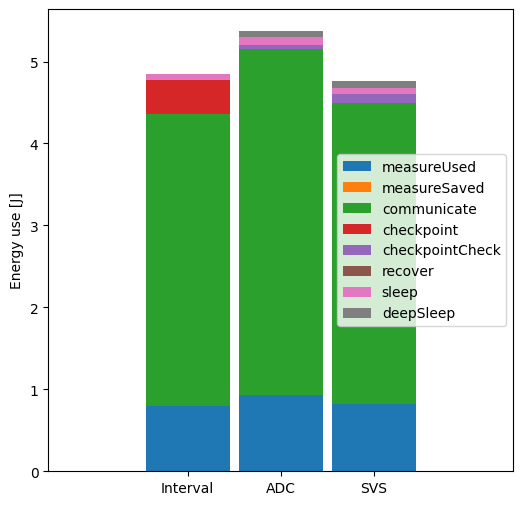 Energy use [J]
5
4
3
2
1
0
measureUsed
measureSaved
communicate
checkpoint
checkpointCheck
recover
sleep
deepSleep
Interval ADC SVS